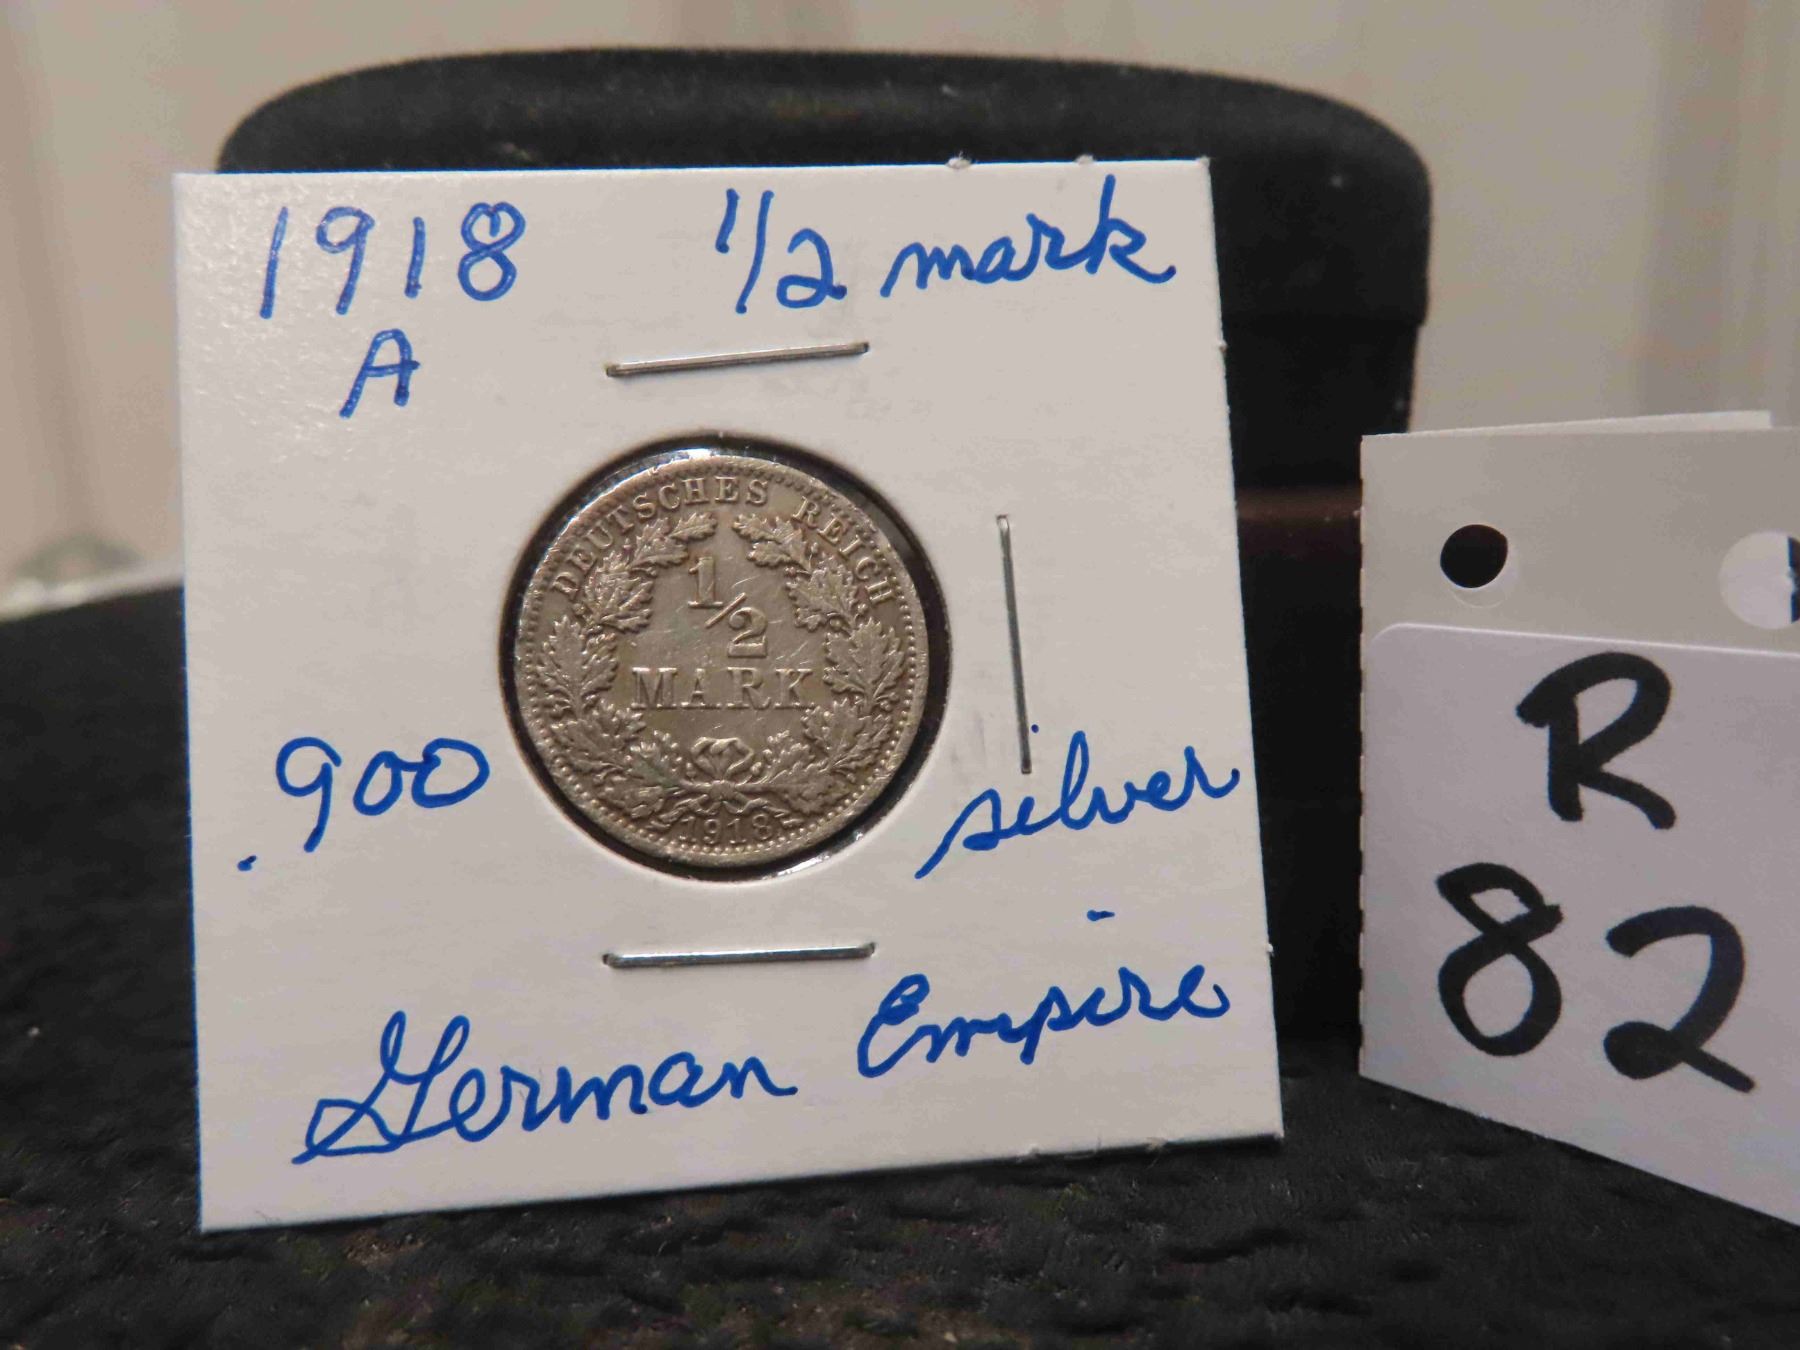 1918 1/2 mark
A
DEUTSCHES REICH
1/2
MARK
1918
.900 silver
German Empire
R
82